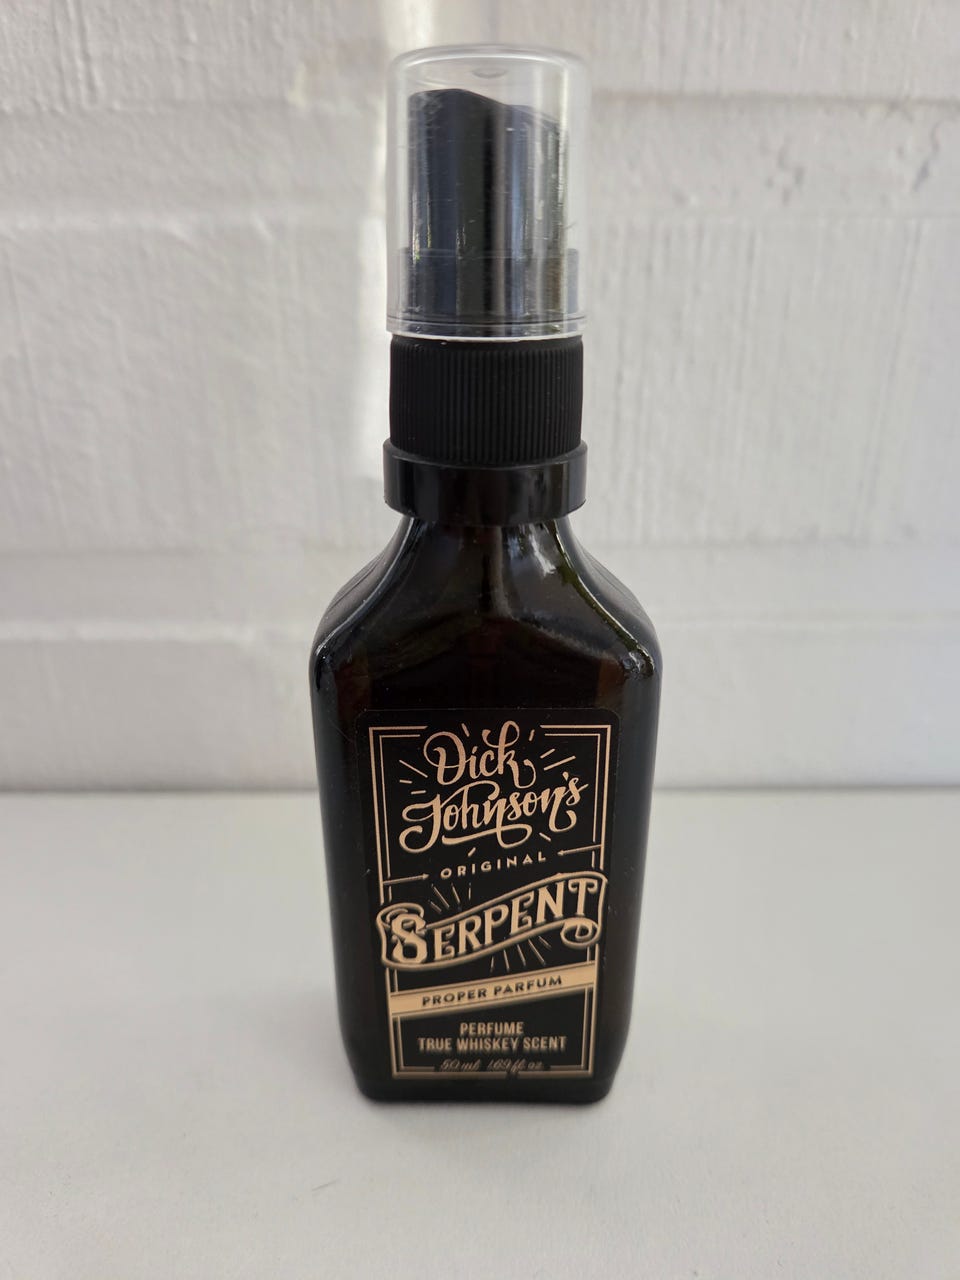 Dick
Johnson's
ORIGINAL
SERPENT
PROPER PARFUM
PERFUME
TRUE WHISKEY SCENT
50 ml 1.69 fl oz